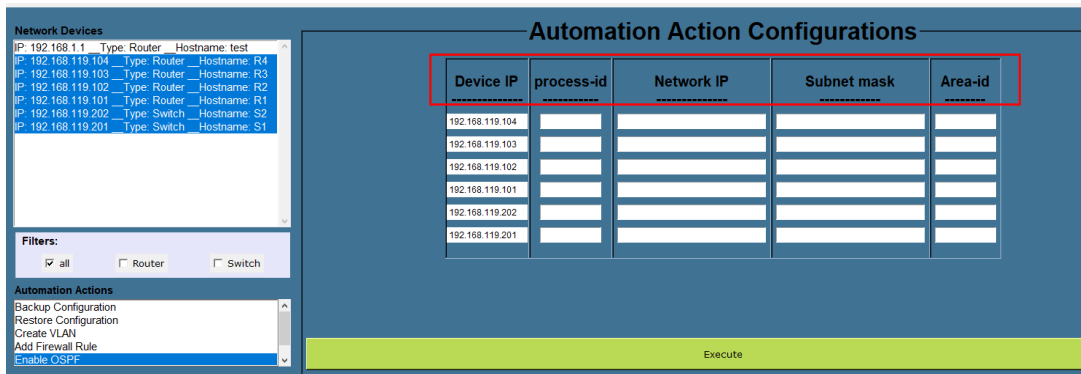 Network Devices
IP: 192.168.1.1 __Type: Router __Hostname: test
IP: 192.168.119.104 __Type: Router __Hostname: R4
IP: 192.168.119.103 __Type: Router __Hostname: R3
IP: 192.168.119.102 __Type: Router __Hostname: R2
IP: 192.168.119.101 __Type: Router __Hostname: R1
IP: 192.168.119.202 __Type: Switch __Hostname: S2
IP: 192.168.119.201 __Type: Switch __Hostname: S1
Filters:
all Router Switch
Automation Actions
Backup Configuration
Restore Configuration
Create VLAN
Add Firewall Rule
Enable OSPF
Automation Action Configurations
Device IP process-id Network IP Subnet mask Area-id
-------------- ----------- -------------- ------------ --------
192.168.119.104
192.168.119.103
192.168.119.102
192.168.119.101
192.168.119.202
192.168.119.201
Execute